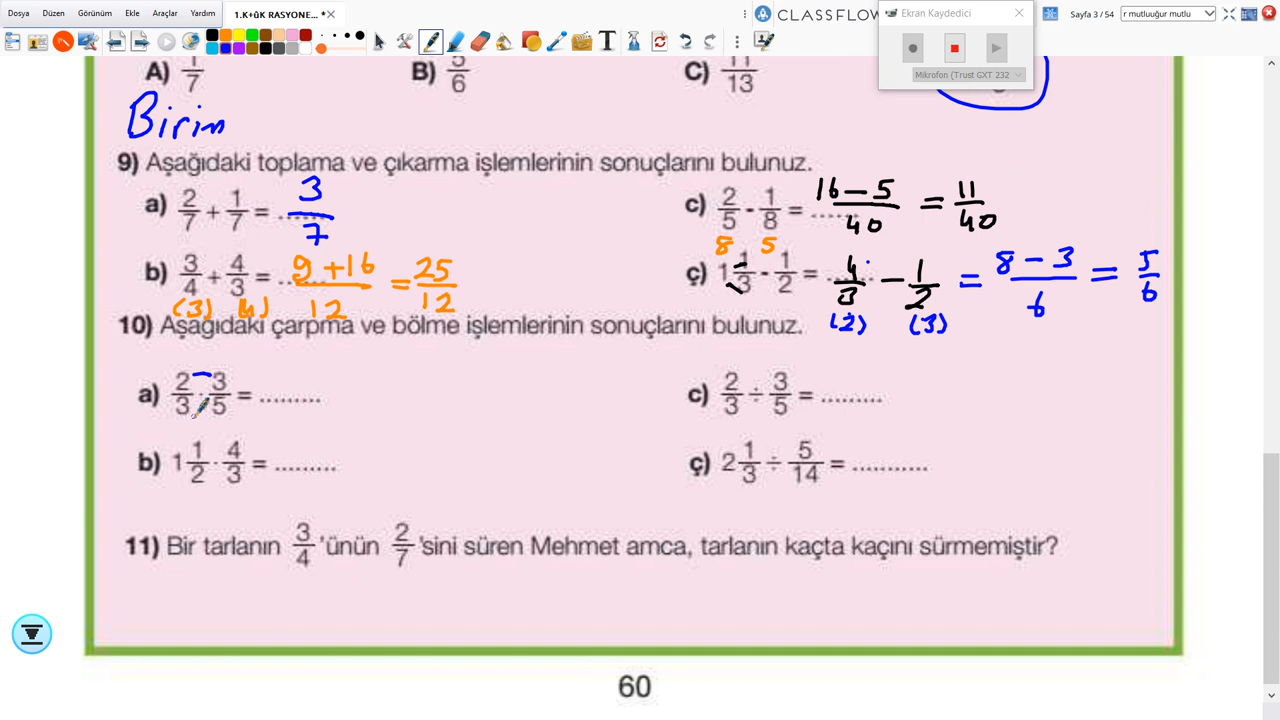 Dosya Düzen Görünüm Ekle Araçlar Yardım 1.K+ûK RASYONE... * CLASSFLOW Sayfa 3 / 54 r mutluuğur mutlu
Ekran Kaydedici
Mikrofon (Trust GXT 232
A) 1/7 B) 5/6 C) 11/13
Birim
9) Aşağıdaki toplama ve çıkarma işlemlerinin sonuçlarını bulunuz.
a) 2/7 + 1/7 = ........ 3/7
c) 2/5 - 1/8 = ........ 16 - 5/40 = 11/40
8 5
b) 3/4 + 4/3 = ........ 9 + 16/12 = 25/12
(3) (4)
ç) 1 1/3 - 1/2 = ........ 4/3 - 1/2 = 8 - 3/6 = 5/6
(2) (3)
10) Aşağıdaki çarpma ve bölme işlemlerinin sonuçlarını bulunuz.
a) 2/3 · 3/5 = .........
c) 2/3 ÷ 3/5 = .........
b) 1 1/2 · 4/3 = .........
ç) 2 1/3 ÷ 5/14 = ...........
11) Bir tarlanın 3/4 'ünün 2/7 'sini süren Mehmet amca, tarlanın kaçta kaçını sürmemiştir?
60